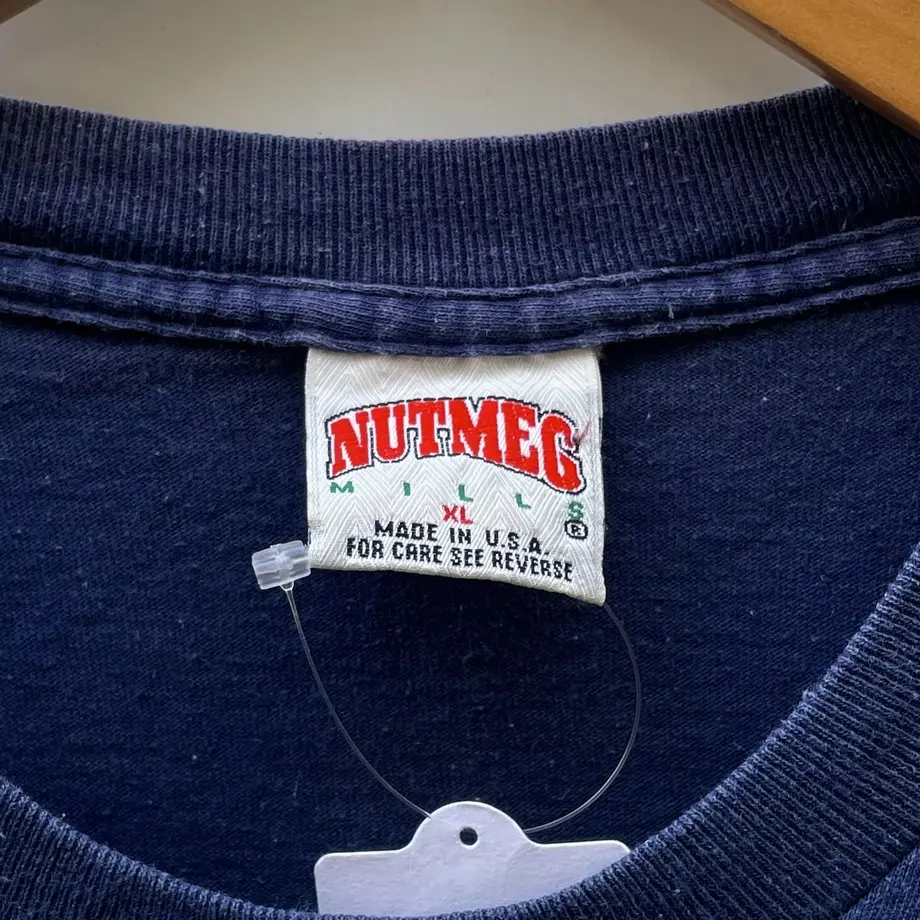 NUTMEG
MILLS
XL
®
MADE IN U.S.A.
FOR CARE SEE REVERSE